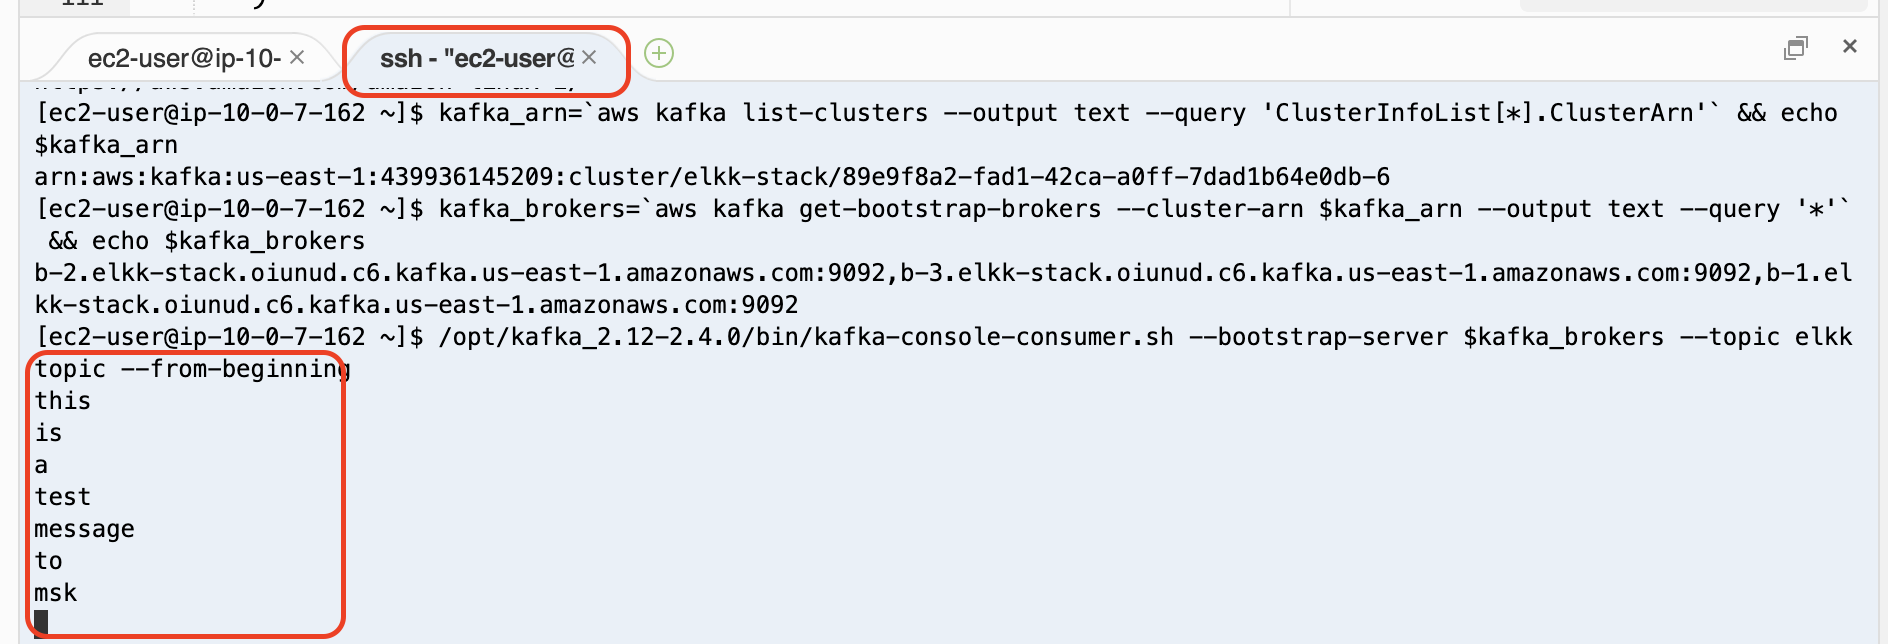 ec2-user@ip-10-
ssh - "ec2-user@
[ec2-user@ip-10-0-7-162 ~]$ kafka_arn=`aws kafka list-clusters --output text --query 'ClusterInfoList[*].ClusterArn'` && echo
$kafka_arn
arn:aws:kafka:us-east-1:439936145209:cluster/elkk-stack/89e9f8a2-fad1-42ca-a0ff-7dad1b64e0db-6
[ec2-user@ip-10-0-7-162 ~]$ kafka_brokers=`aws kafka get-bootstrap-brokers --cluster-arn $kafka_arn --output text --query '*'`
 && echo $kafka_brokers
b-2.elkk-stack.oiunud.c6.kafka.us-east-1.amazonaws.com:9092,b-3.elkk-stack.oiunud.c6.kafka.us-east-1.amazonaws.com:9092,b-1.el
kk-stack.oiunud.c6.kafka.us-east-1.amazonaws.com:9092
[ec2-user@ip-10-0-7-162 ~]$ /opt/kafka_2.12-2.4.0/bin/kafka-console-consumer.sh --bootstrap-server $kafka_brokers --topic elkk
topic --from-beginning
this
is
a
test
message
to
msk